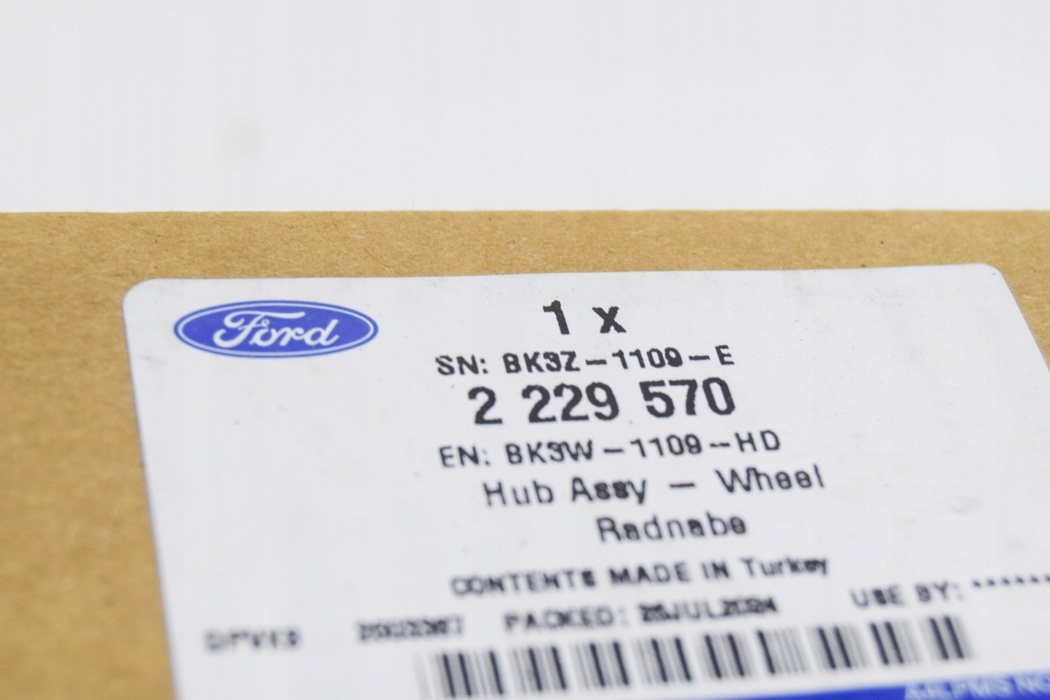 Ford
1 x
SN: BK3Z-1109-E
2 229 570
EN: BK3W-1109-HD
Hub Assy - Wheel
Radnabe
CONTENTS MADE IN Turkey
PACKED: 25JUL2024 USE BY: ******